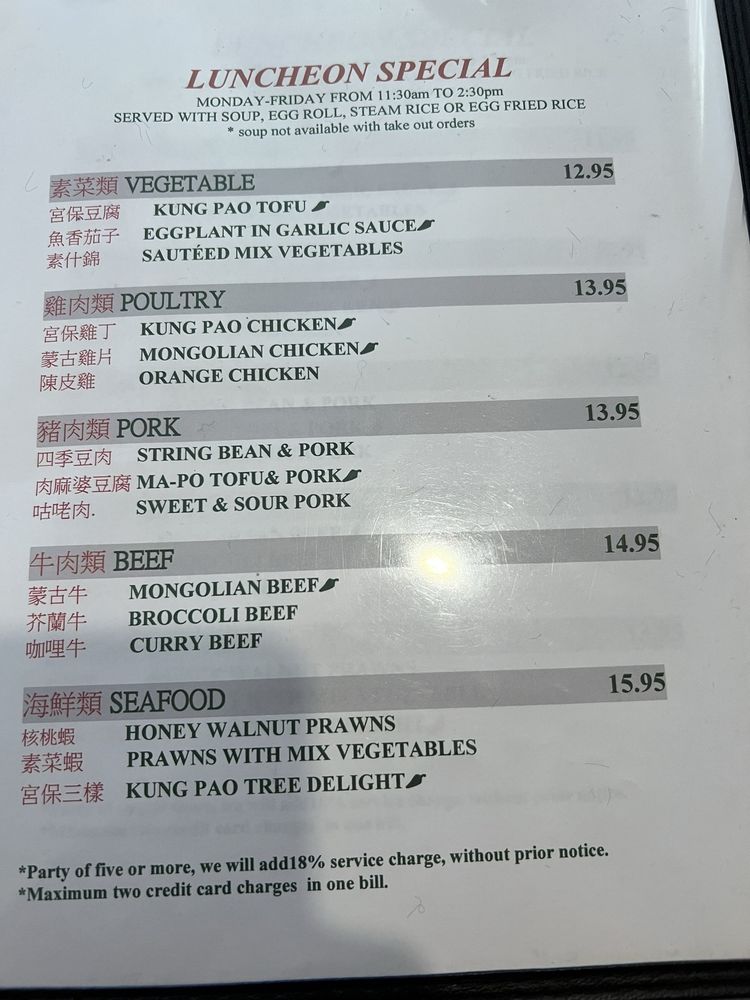 LUNCHEON SPECIAL
MONDAY-FRIDAY FROM 11:30am TO 2:30pm
SERVED WITH SOUP, EGG ROLL, STEAM RICE OR EGG FRIED RICE
* soup not available with take out orders
素菜類 VEGETABLE 12.95
宮保豆腐 KUNG PAO TOFU
魚香茄子 EGGPLANT IN GARLIC SAUCE
素什錦 SAUTÉED MIX VEGETABLES
雞肉類 POULTRY 13.95
宮保雞丁 KUNG PAO CHICKEN
蒙古雞片 MONGOLIAN CHICKEN
陳皮雞 ORANGE CHICKEN
豬肉類 PORK 13.95
四季豆肉 STRING BEAN & PORK
肉麻婆豆腐 MA-PO TOFU& PORK
咕咾肉. SWEET & SOUR PORK
牛肉類 BEEF 14.95
蒙古牛 MONGOLIAN BEEF
芥蘭牛 BROCCOLI BEEF
咖哩牛 CURRY BEEF
海鮮類 SEAFOOD 15.95
核桃蝦 HONEY WALNUT PRAWNS
素菜蝦 PRAWNS WITH MIX VEGETABLES
宮保三樣 KUNG PAO TREE DELIGHT
*Party of five or more, we will add18% service charge, without prior notice.
*Maximum two credit card charges in one bill.